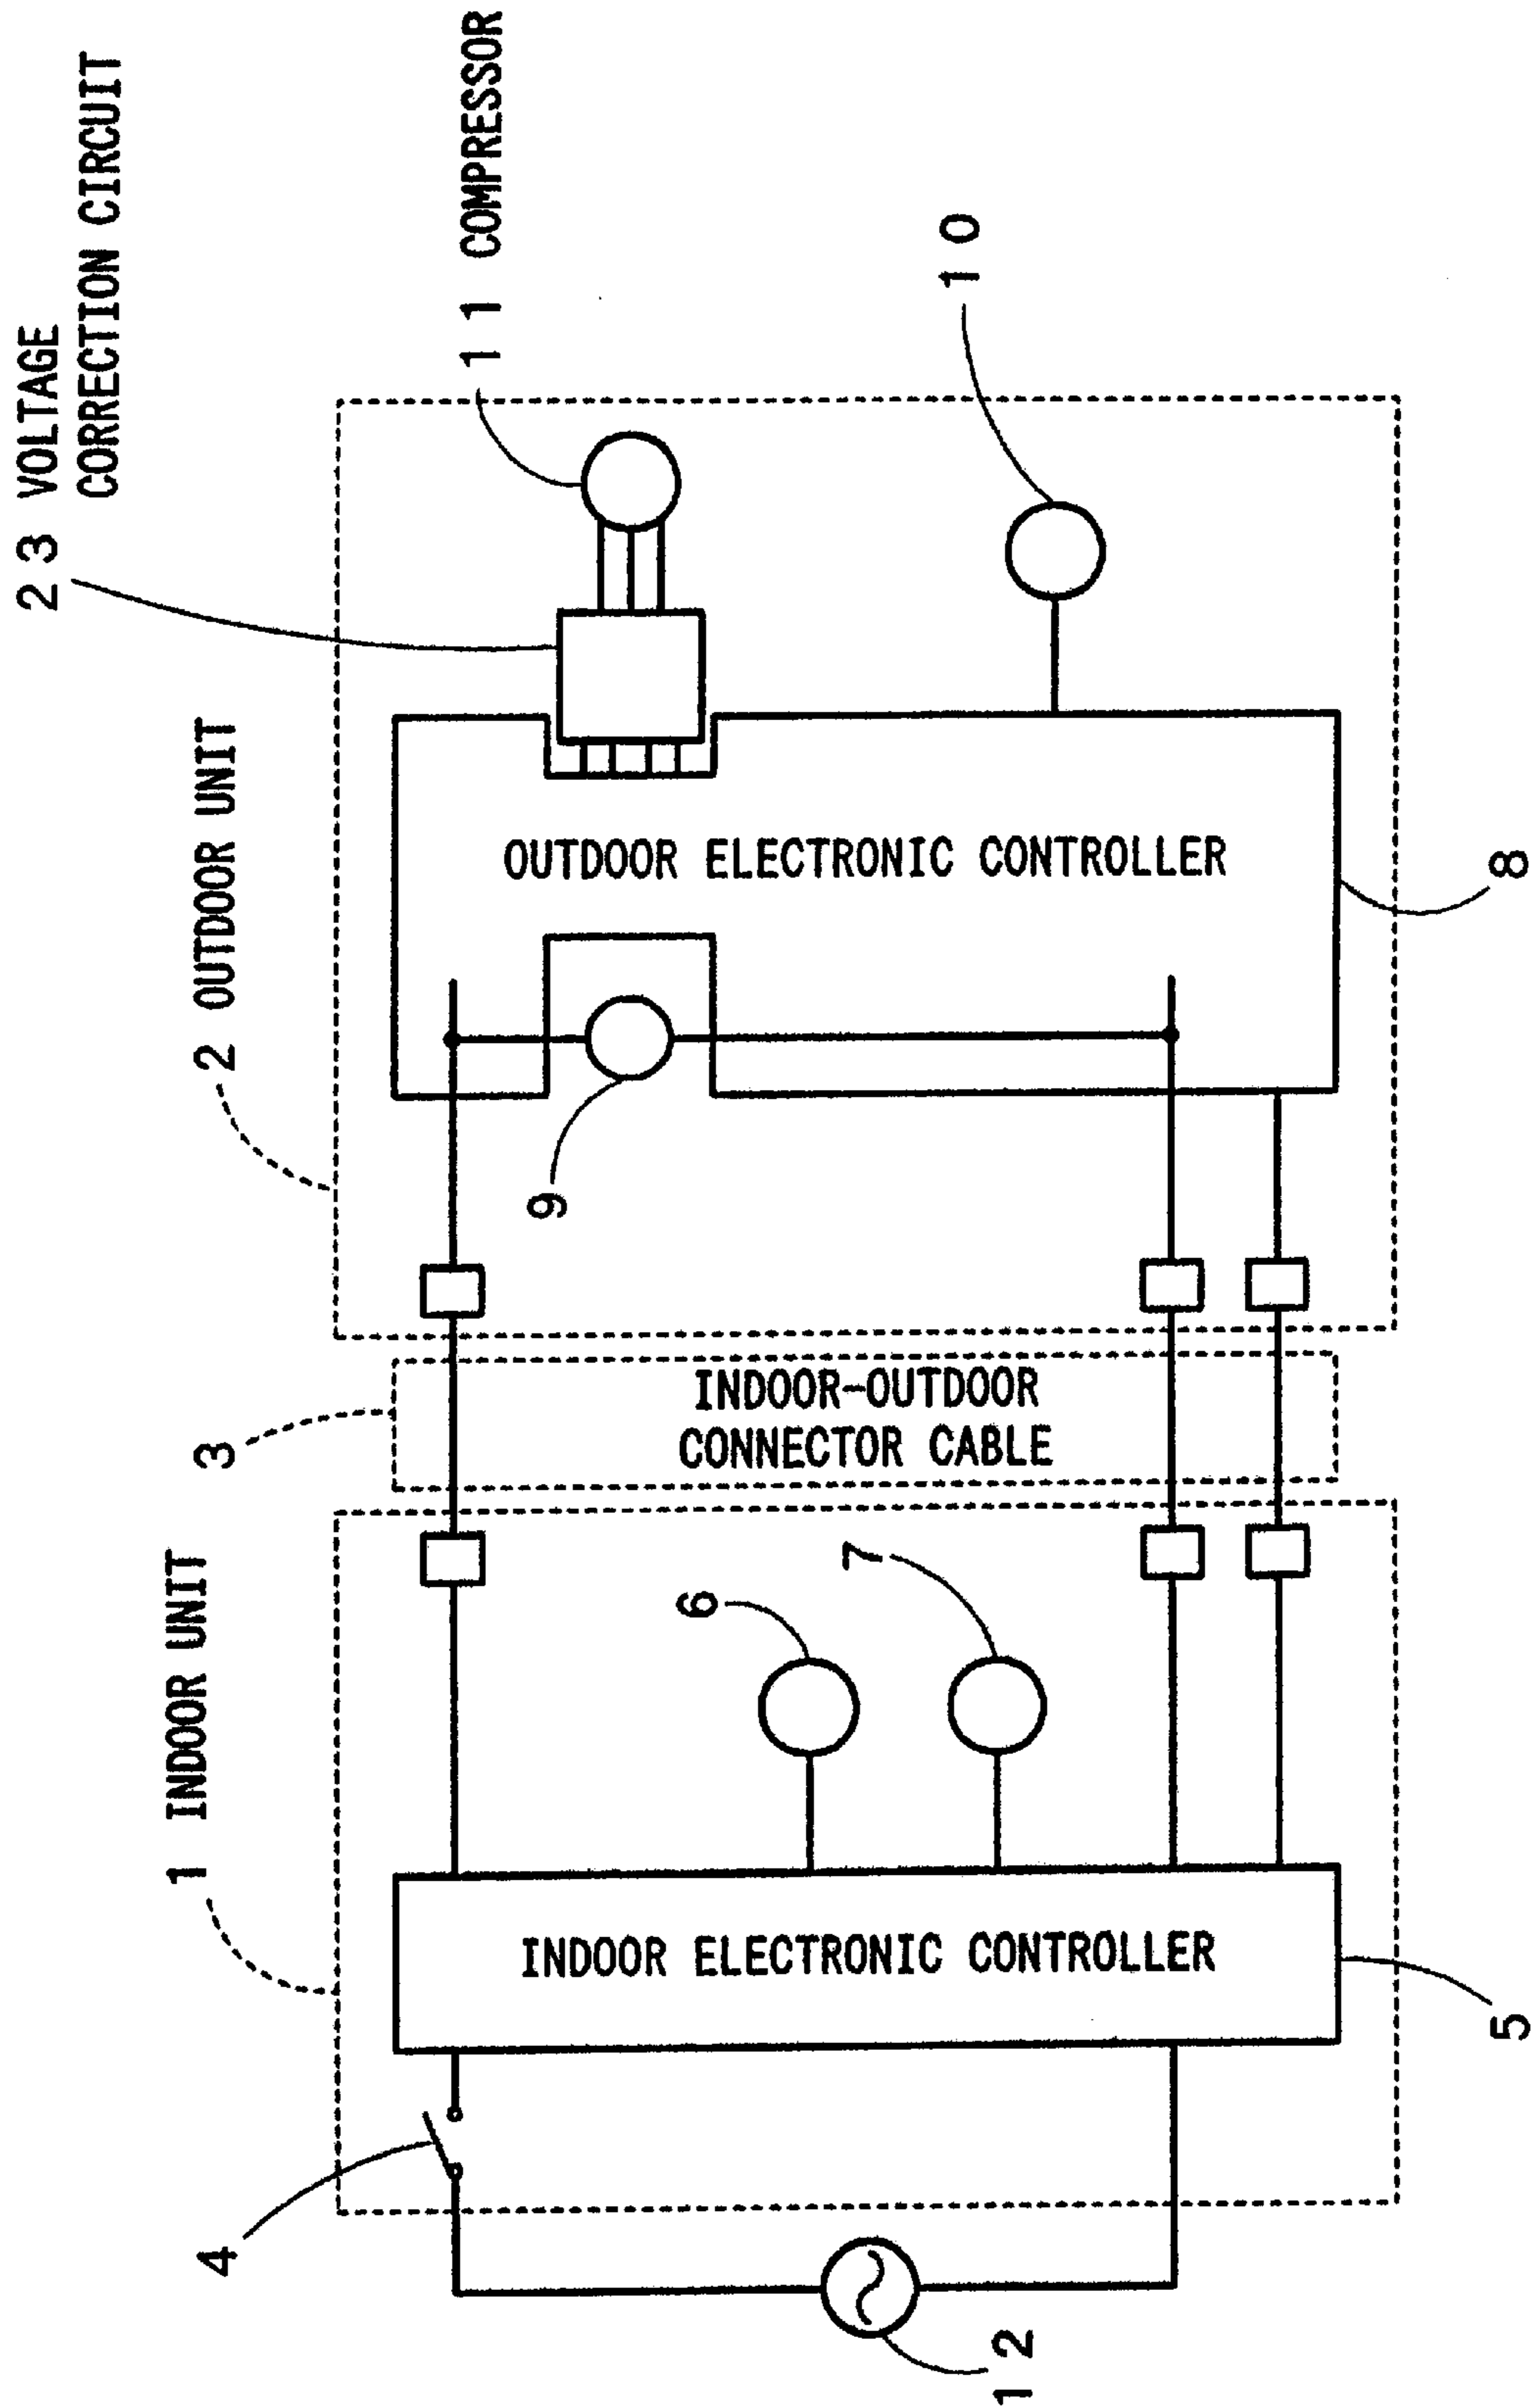 23 VOLTAGE
CORRECTION CIRCUIT
11 COMPRESSOR
10
2 OUTDOOR UNIT
OUTDOOR ELECTRONIC CONTROLLER
8
9
3
INDOOR-OUTDOOR
CONNECTOR CABLE
1 INDOOR UNIT
6
7
INDOOR ELECTRONIC CONTROLLER
5
4
12